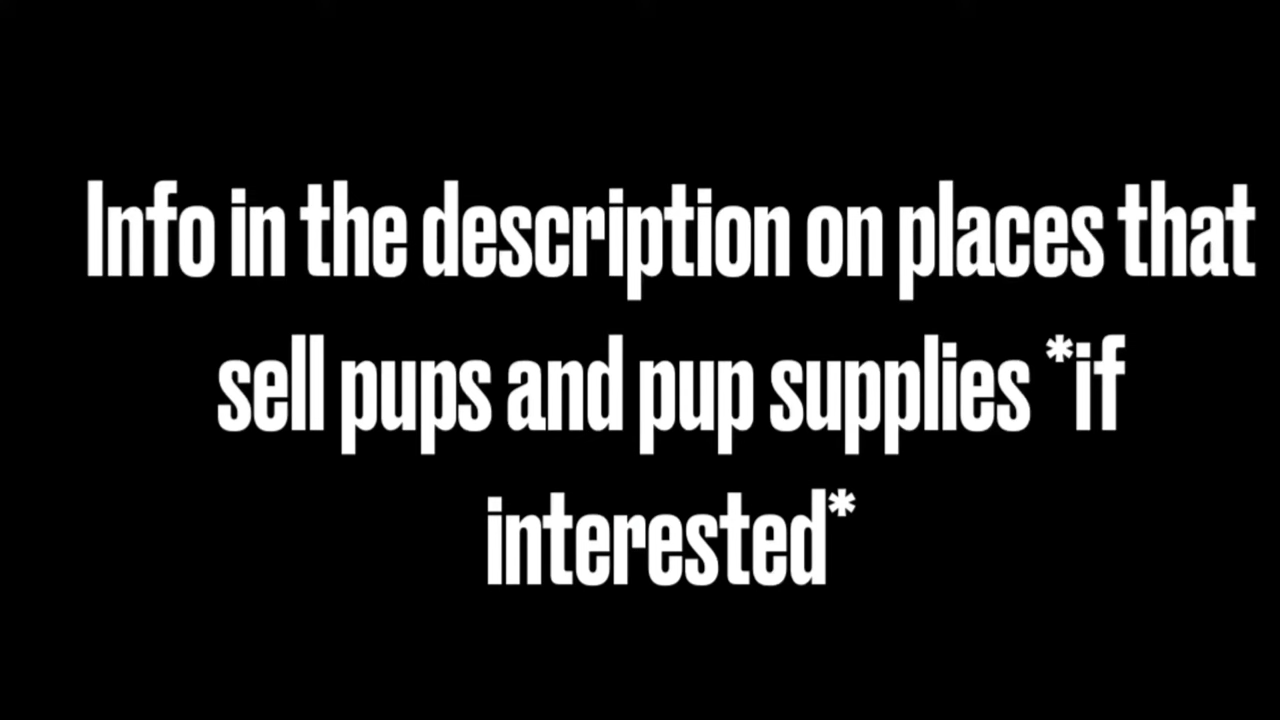 Info in the description on places that
sell pups and pup supplies *if
interested*